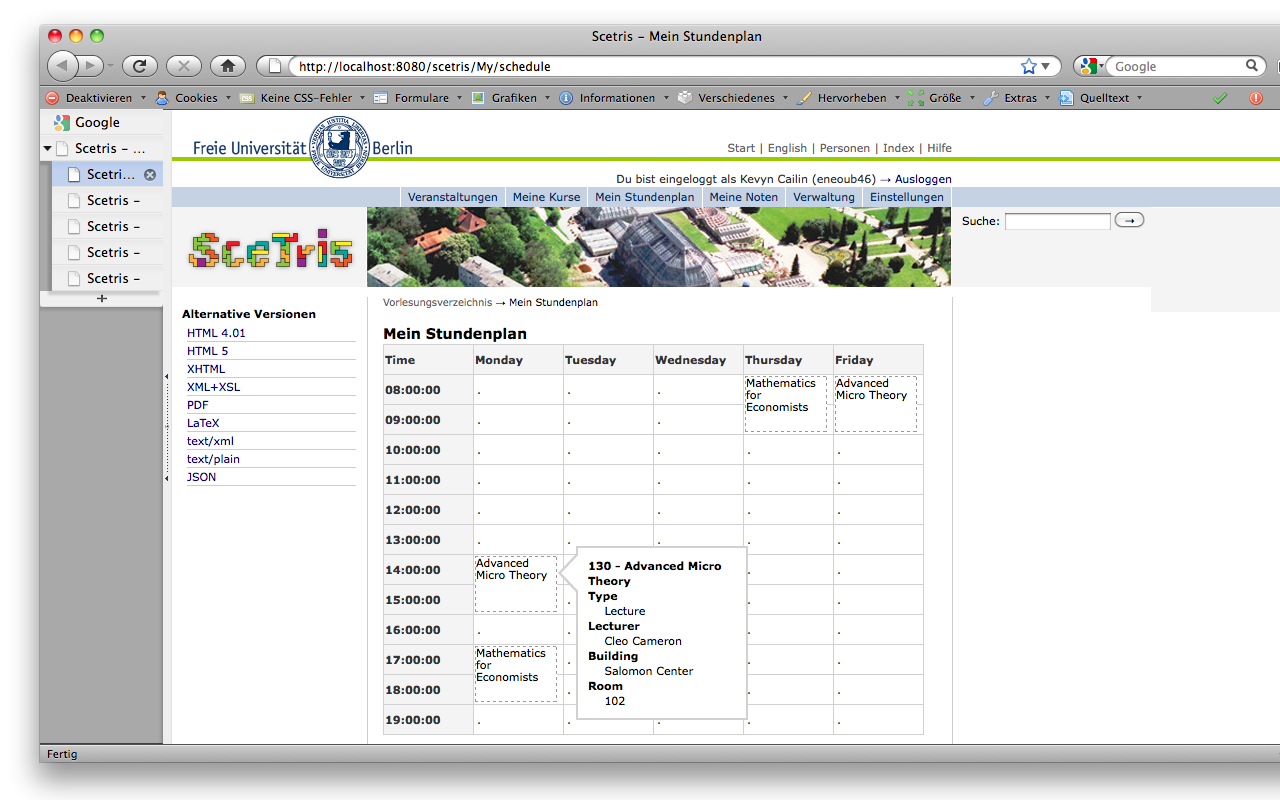 Scetris – Mein Stundenplan
http://localhost:8080/scetris/My/schedule
Google
Deaktivieren Cookies Keine CSS-Fehler Formulare Grafiken Informationen Verschiedenes Hervorheben Größe Extras Quelltext
Google
Scetris – ...
Scetri...
Scetris –
Scetris –
Scetris –
Scetris –
+
Freie Universität Berlin
Start | English | Personen | Index | Hilfe
Du bist eingeloggt als Kevyn Cailin (eneoub46) → Ausloggen
Veranstaltungen Meine Kurse Mein Stundenplan Meine Noten Verwaltung Einstellungen
SceTris
Suche: →
Alternative Versionen
HTML 4.01
HTML 5
XHTML
XML+XSL
PDF
LaTeX
text/xml
text/plain
JSON
Vorlesungsverzeichnis → Mein Stundenplan
Mein Stundenplan
Time Monday Tuesday Wednesday Thursday Friday
08:00:00 . . . Mathematics for Economists Advanced Micro Theory
09:00:00 . . .
10:00:00 . . . . .
11:00:00 . . . . .
12:00:00 . . . . .
13:00:00 . . . . .
14:00:00 Advanced Micro Theory .
15:00:00 . .
16:00:00 . . .
17:00:00 Mathematics for Economists . .
18:00:00 . .
19:00:00 . . . . .
130 - Advanced Micro
Theory
Type
Lecture
Lecturer
Cleo Cameron
Building
Salomon Center
Room
102
Fertig